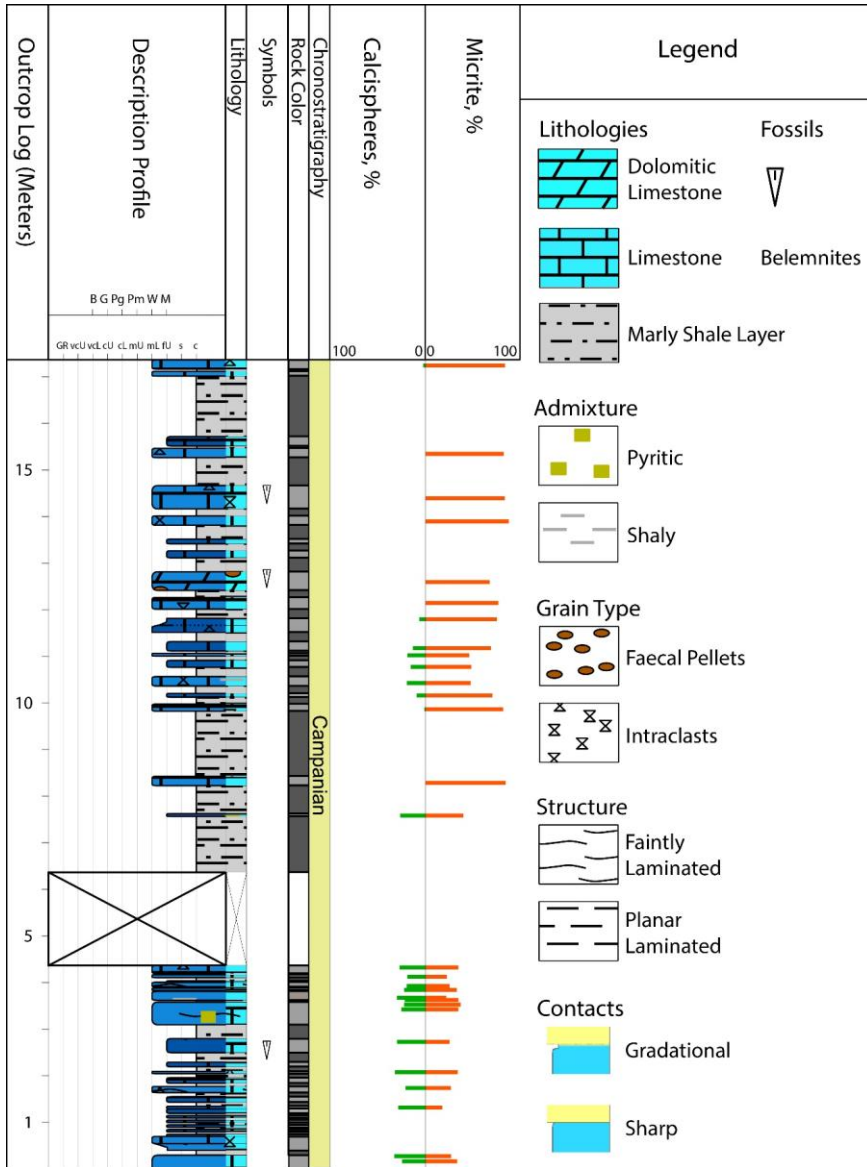 Outcrop Log (Meters)
Description Profile
Lithology
Symbols
Rock Color
Chronostratigraphy
Calcispheres, %
Micrite, %
Legend
B G Pg Pm W M
GR vcU vcL cU cL mU mL fU s c
100 0 0 100
15
10
5
1
Campanian
Lithologies
Dolomitic
Limestone
Limestone
Marly Shale Layer
Fossils
Belemnites
Admixture
Pyritic
Shaly
Grain Type
Faecal Pellets
Intraclasts
Structure
Faintly
Laminated
Planar
Laminated
Contacts
Gradational
Sharp